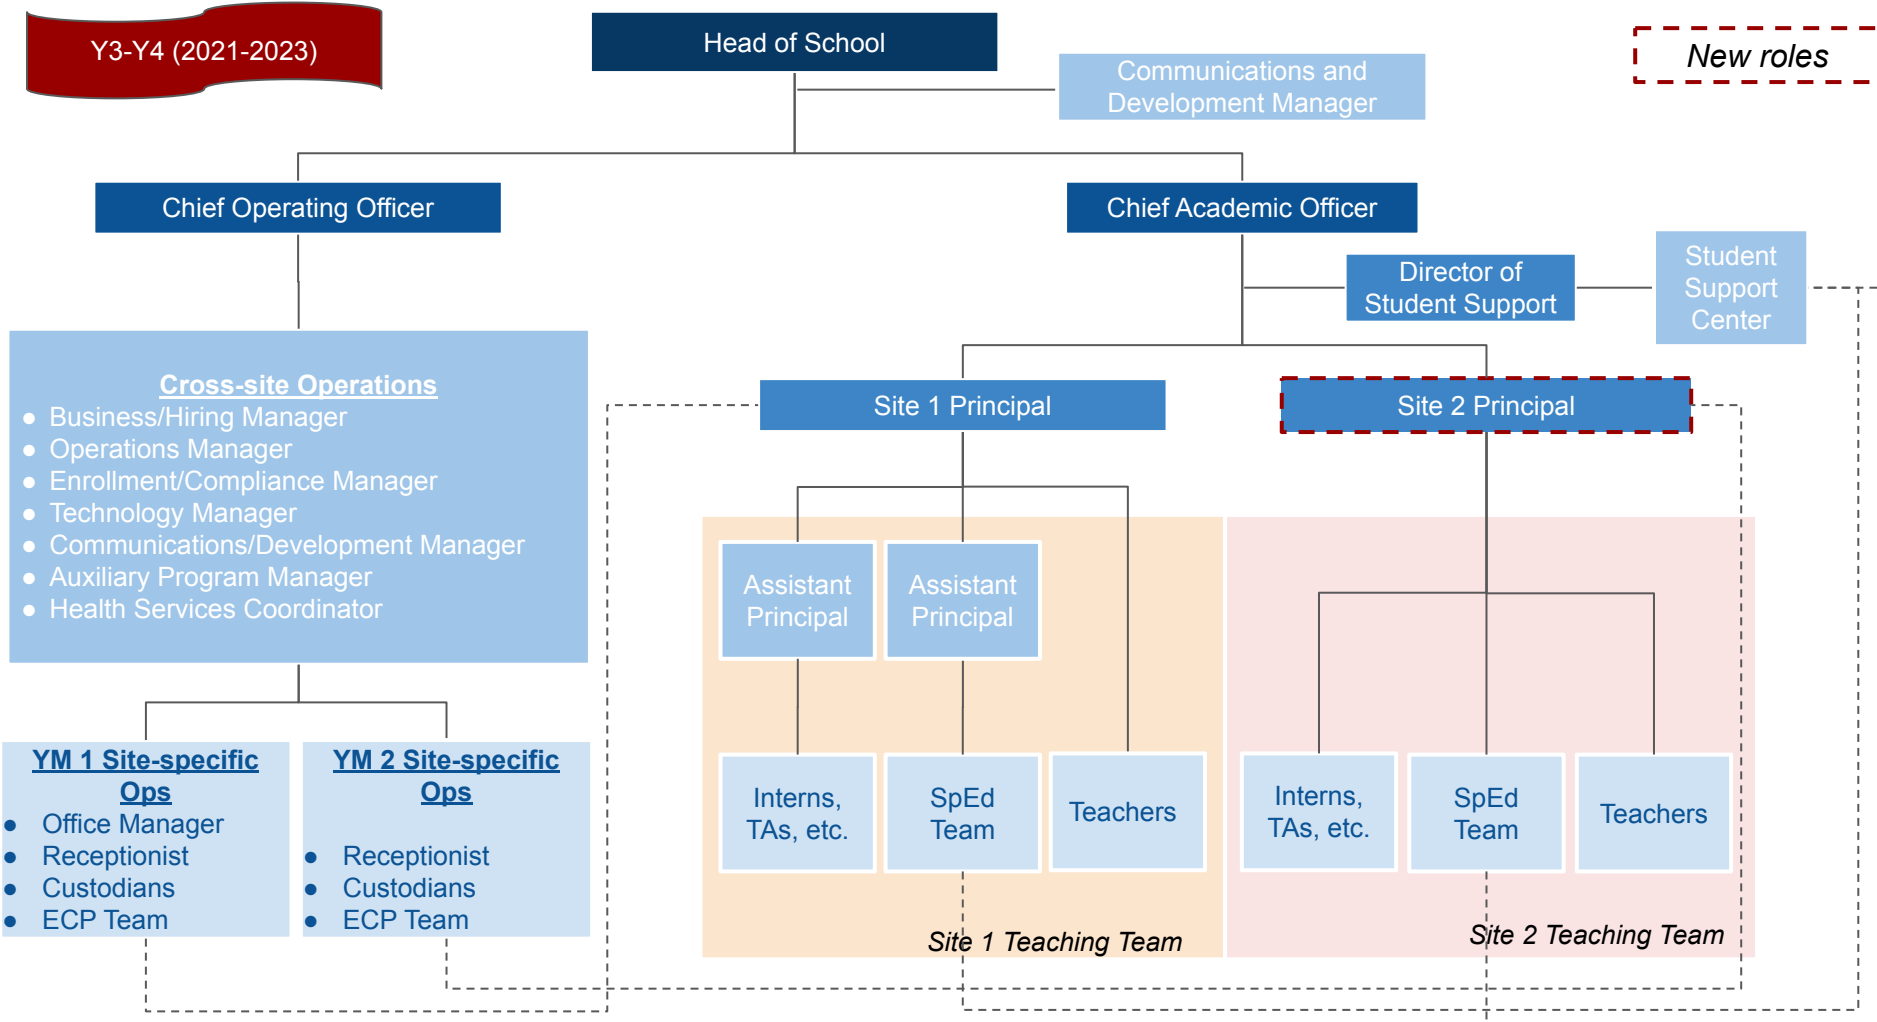 Y3-Y4 (2021-2023)
Head of School
New roles
Communications and
Development Manager
Chief Operating Officer
Chief Academic Officer
Director of
Student Support
Student
Support
Center
Cross-site Operations
● Business/Hiring Manager
● Operations Manager
● Enrollment/Compliance Manager
● Technology Manager
● Communications/Development Manager
● Auxiliary Program Manager
● Health Services Coordinator
Site 1 Principal
Site 2 Principal
Assistant
Principal
Assistant
Principal
YM 1 Site-specific
Ops
● Office Manager
● Receptionist
● Custodians
● ECP Team
YM 2 Site-specific
Ops
● Receptionist
● Custodians
● ECP Team
Interns,
TAs, etc.
SpEd
Team
Teachers
Site 1 Teaching Team
Interns,
TAs, etc.
SpEd
Team
Teachers
Site 2 Teaching Team